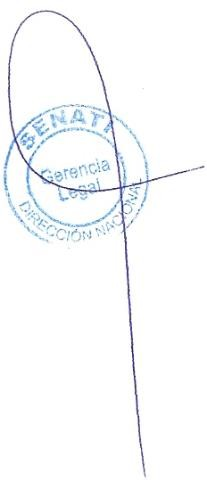 SENATI
Gerencia
Legal
DIRECCIÓN NACIONAL